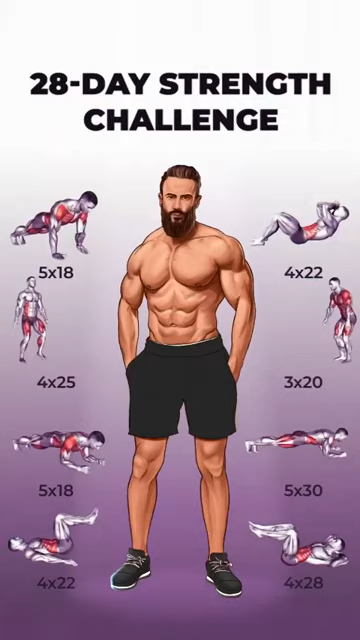 28-DAY STRENGTH
CHALLENGE
5x18
4x22
4x25
3x20
5x18
5x30
4x22
4x28